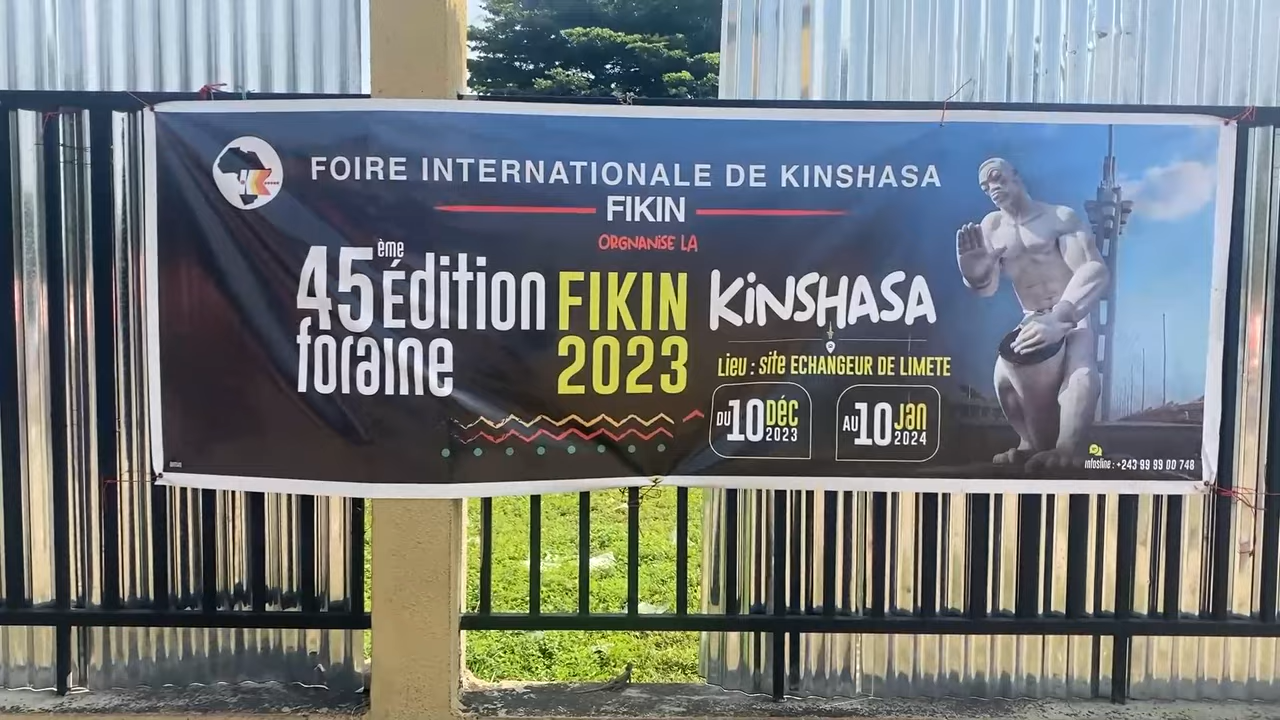 FOIRE INTERNATIONALE DE KINSHASA
FIKIN
ORGNANISE LA
45ème Édition
foraine
FIKIN
2023
KINSHASA
Lieu : site ECHANGEUR DE LIMETE
DU 10 Déc 2023
AU 10 Jan 2024
Infosline : +243 99 99 00 748